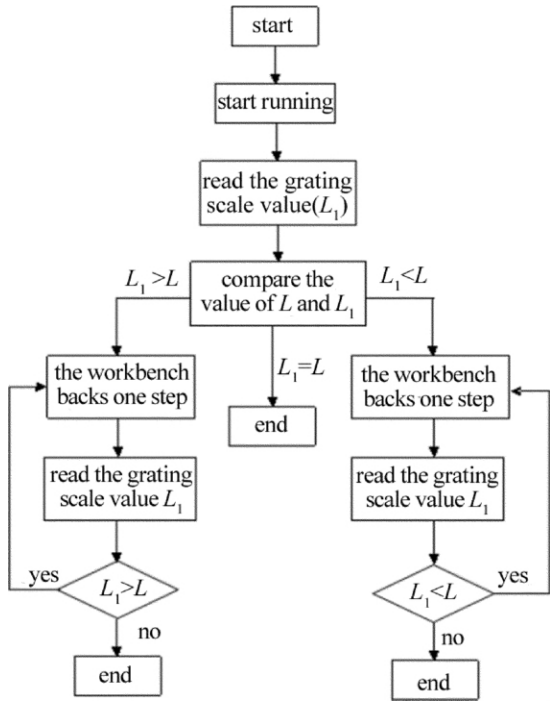 start
start running
read the grating
scale value(L₁)
L₁ >L
compare the
value of L and L₁
L₁<L
L₁=L
end
the workbench
backs one step
read the grating
scale value L₁
yes
L₁>L
no
end
the workbench
backs one step
read the grating
scale value L₁
L₁<L
yes
no
end